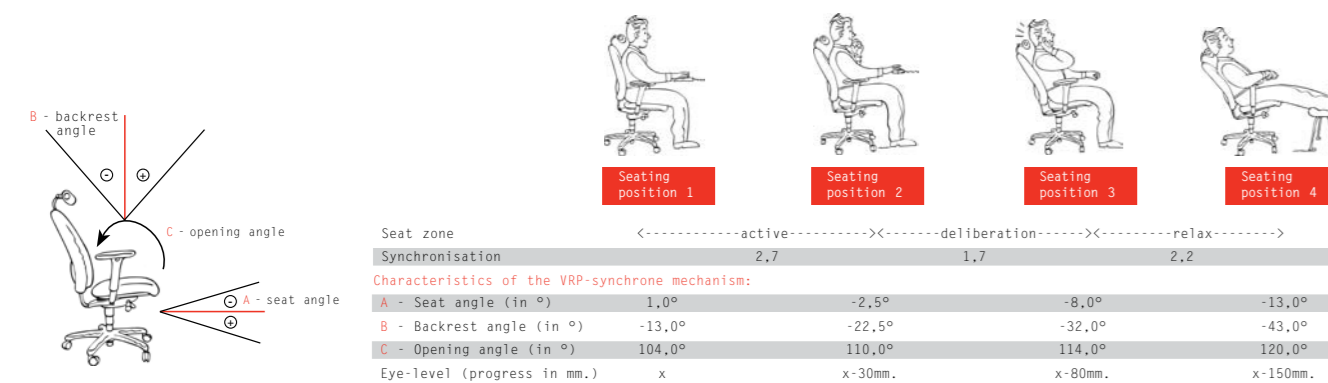 B - backrest
angle
-
+
C - opening angle
-
A - seat angle
+
Seating
position 1
Seating
position 2
Seating
position 3
Seating
position 4
Seat zone <------------active----------><-------deliberation------><---------relax-------->
Synchronisation 2,7 1,7 2,2
Characteristics of the VRP-synchrone mechanism:
A - Seat angle (in °) 1,0° -2,5° -8,0° -13,0°
B - Backrest angle (in °) -13,0° -22,5° -32,0° -43,0°
C - Opening angle (in °) 104,0° 110,0° 114,0° 120,0°
Eye-level (progress in mm.) x x-30mm. x-80mm. x-150mm.